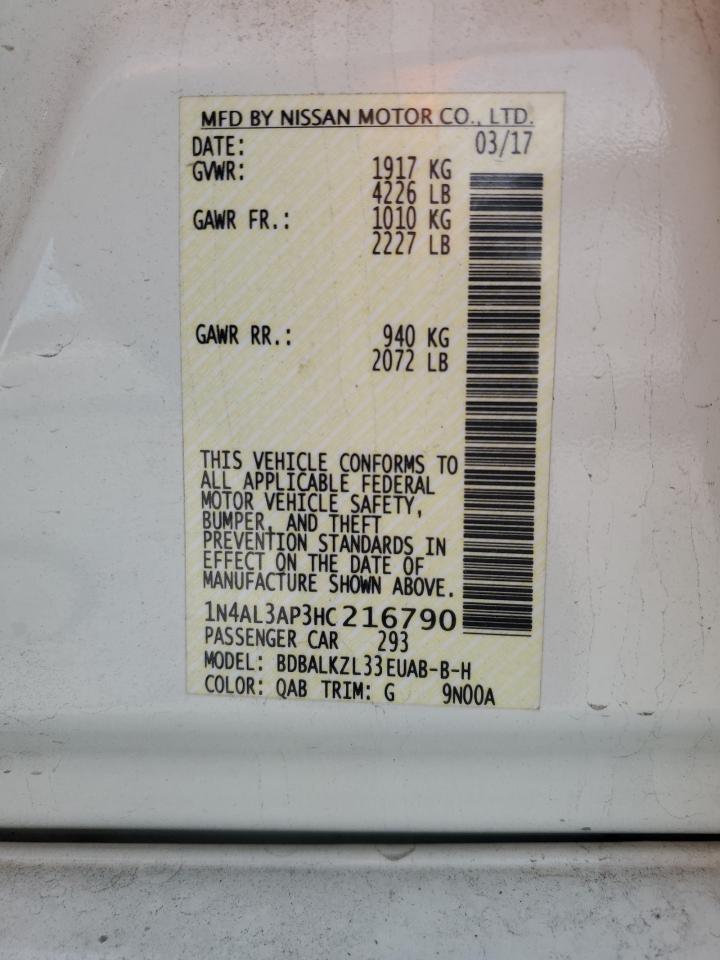 MFD BY NISSAN MOTOR CO., LTD.
DATE: 03/17
GVWR: 1917 KG
4226 LB
GAWR FR.: 1010 KG
2227 LB
GAWR RR.: 940 KG
2072 LB
THIS VEHICLE CONFORMS TO
ALL APPLICABLE FEDERAL
MOTOR VEHICLE SAFETY,
BUMPER, AND THEFT
PREVENTION STANDARDS IN
EFFECT ON THE DATE OF
MANUFACTURE SHOWN ABOVE.
1N4AL3AP3HC216790
PASSENGER CAR 293
MODEL: BDBALKZL33EUAB-B-H
COLOR: QAB TRIM: G 9N00A